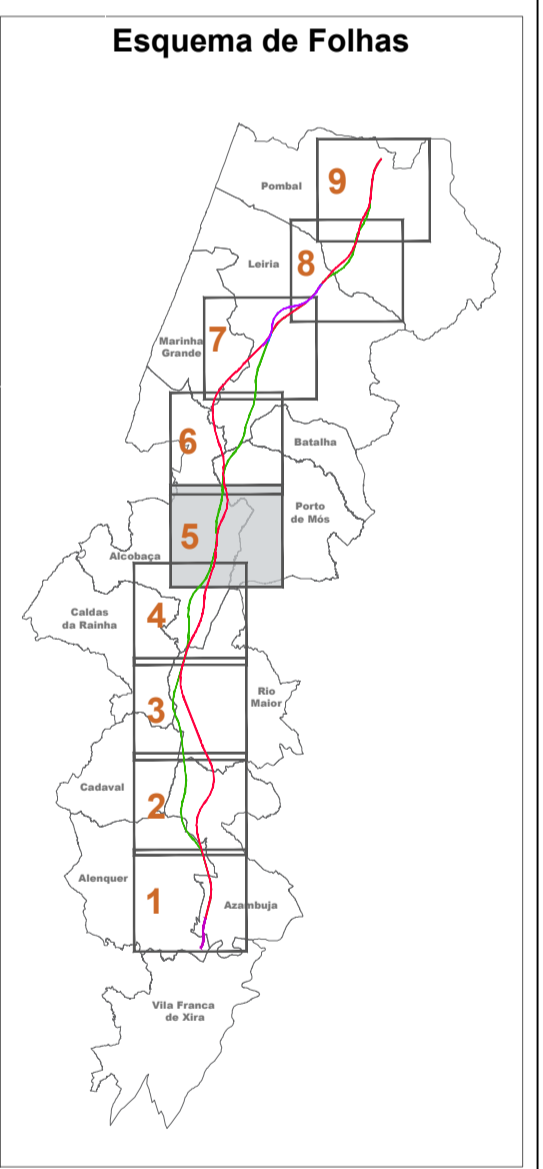 Esquema de Folhas
9
Pombal
8
Leiria
7
Marinha
Grande
6
Batalha
Porto
de Mós
5
Alcobaça
4
Caldas
da Rainha
Rio
Maior
3
Cadaval
2
Alenquer
1
Azambuja
Vila Franca
de Xira